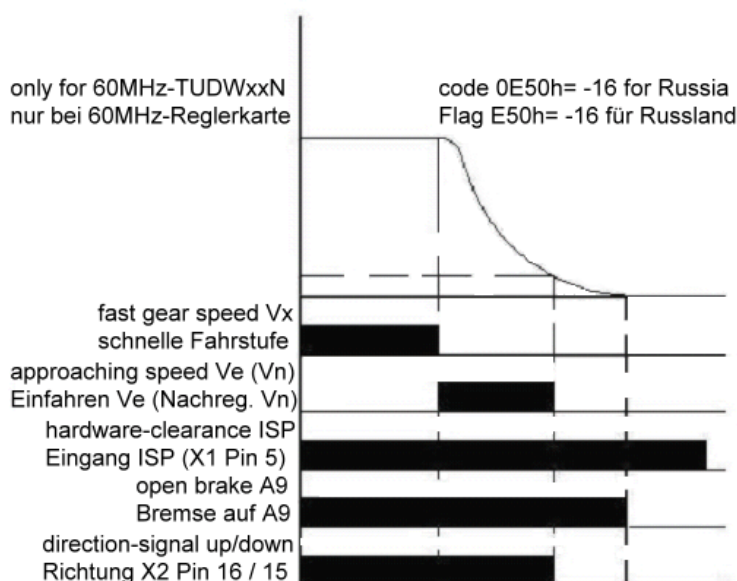 only for 60MHz-TUDWxxN
nur bei 60MHz-Reglerkarte
code 0E50h= -16 for Russia
Flag E50h= -16 für Russland
fast gear speed Vx
schnelle Fahrstufe
approaching speed Ve (Vn)
Einfahren Ve (Nachreg. Vn)
hardware-clearance ISP
Eingang ISP (X1 Pin 5)
open brake A9
Bremse auf A9
direction-signal up/down
Richtung X2 Pin 16 / 15